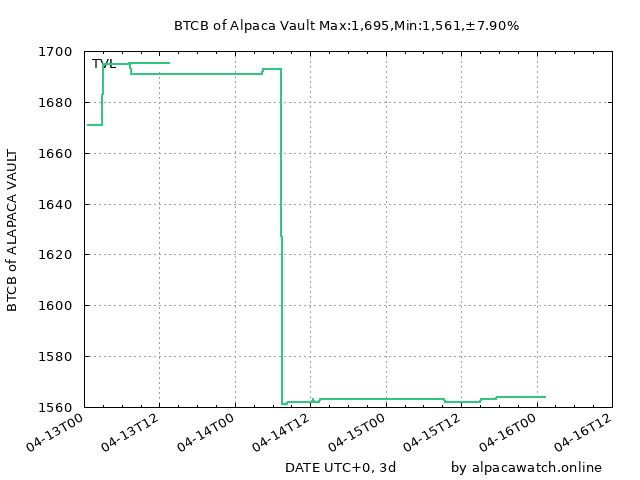 BTCB of Alpaca Vault Max:1,695,Min:1,561,±7.90%
TVL
1700
1680
1660
1640
1620
1600
1580
1560
BTCB of ALAPACA VAULT
04-13T00
04-13T12
04-14T00
04-14T12
04-15T00
04-15T12
04-16T00
04-16T12
DATE UTC+0, 3d
by alpacawatch.online